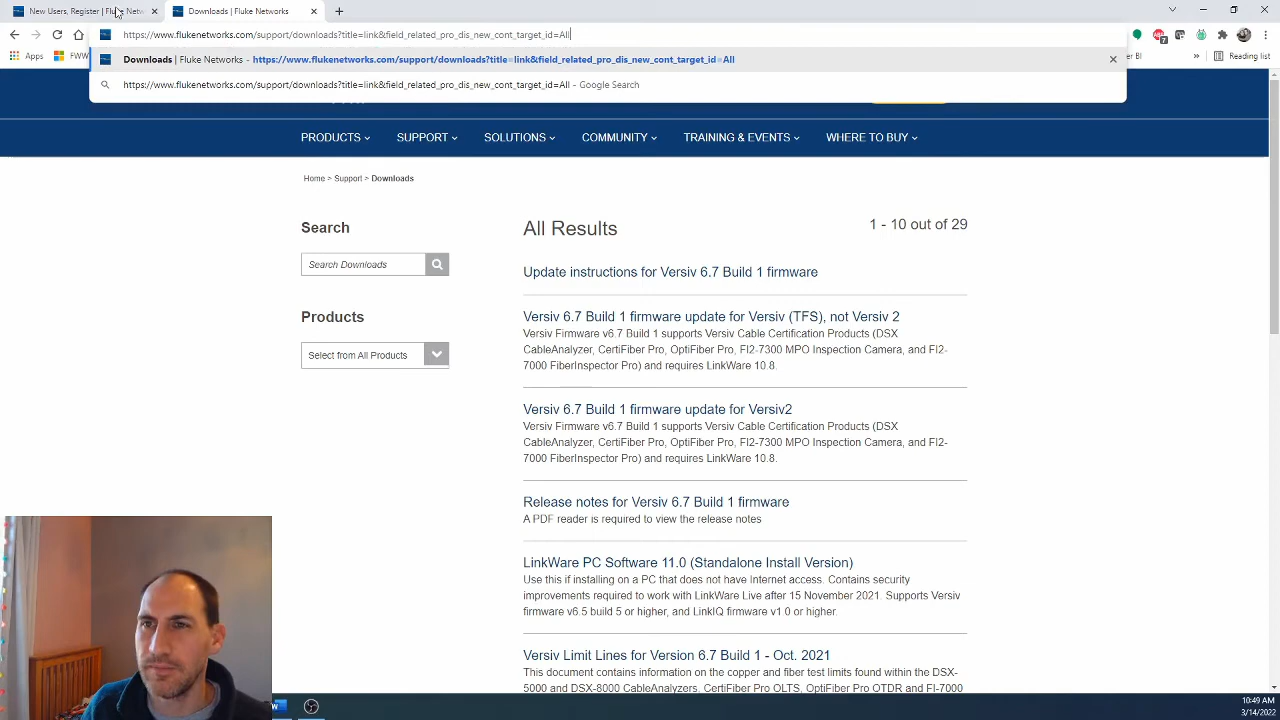 New Users, Register | Fluke Netw
Downloads | Fluke Networks
https://www.flukenetworks.com/support/downloads?title=link&field_related_pro_dis_new_cont_target_id=All
Apps
FWW
Downloads | Fluke Networks - https://www.flukenetworks.com/support/downloads?title=link&field_related_pro_dis_new_cont_target_id=All
https://www.flukenetworks.com/support/downloads?title=link&field_related_pro_dis_new_cont_target_id=All - Google Search
Reading list
PRODUCTS
SUPPORT
SOLUTIONS
COMMUNITY
TRAINING & EVENTS
WHERE TO BUY
Home > Support > Downloads
Search
Search Downloads
Products
Select from All Products
All Results
1 - 10 out of 29
Update instructions for Versiv 6.7 Build 1 firmware
Versiv 6.7 Build 1 firmware update for Versiv (TFS), not Versiv 2
Versiv Firmware v6.7 Build 1 supports Versiv Cable Certification Products (DSX
CableAnalyzer, CertiFiber Pro, OptiFiber Pro, FI2-7300 MPO Inspection Camera, and FI2-
7000 FiberInspector Pro) and requires LinkWare 10.8.
Versiv 6.7 Build 1 firmware update for Versiv2
Versiv Firmware v6.7 Build 1 supports Versiv Cable Certification Products (DSX
CableAnalyzer, CertiFiber Pro, OptiFiber Pro, FI2-7300 MPO Inspection Camera, and FI2-
7000 FiberInspector Pro) and requires LinkWare 10.8.
Release notes for Versiv 6.7 Build 1 firmware
A PDF reader is required to view the release notes
LinkWare PC Software 11.0 (Standalone Install Version)
Use this if installing on a PC that does not have Internet access. Contains security
improvements required to work with LinkWare Live after 15 November 2021. Supports Versiv
firmware v6.5 build 5 or higher, and LinkIQ firmware v1.0 or higher.
Versiv Limit Lines for Version 6.7 Build 1 - Oct. 2021
This document contains information on the copper and fiber test limits found within the DSX-
5000 and DSX-8000 CableAnalyzers, CertiFiber Pro OLTS, OptiFiber Pro OTDR and FI-7000
10:49 AM
3/14/2022